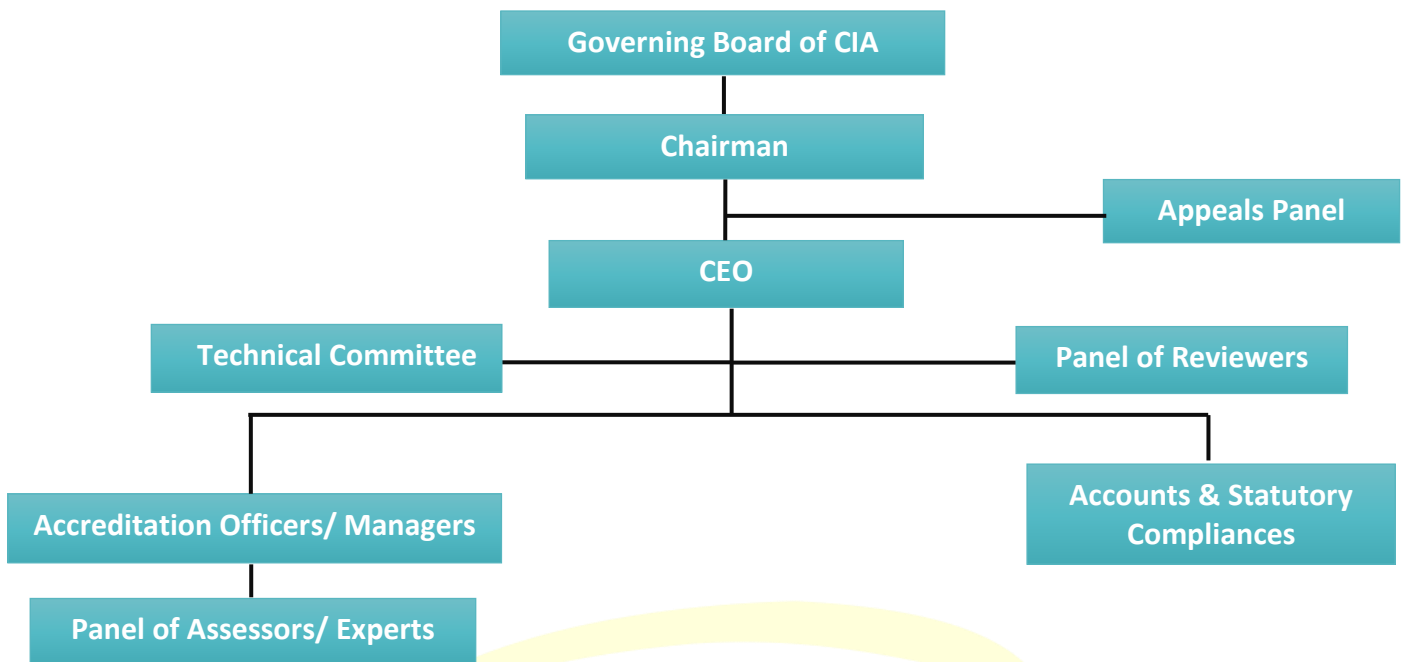 Governing Board of CIA
Chairman
Appeals Panel
CEO
Technical Committee
Panel of Reviewers
Accreditation Officers/ Managers
Accounts & Statutory
Compliances
Panel of Assessors/ Experts